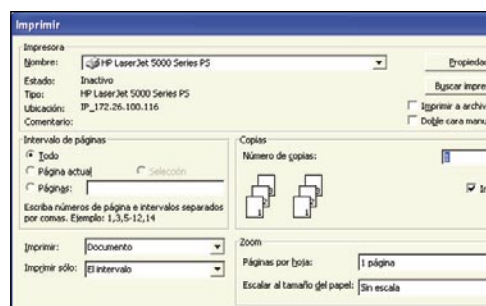 Imprimir
Impresora
Nombre: HP LaserJet 5000 Series PS
Propiedad
Estado: Inactivo
Buscar impre
Tipo: HP LaserJet 5000 Series PS
Ubicación: IP_172.26.100.116
Imprimir a archiv
Comentario:
Doble cara manu
Intervalo de páginas
Copias
Todo
Número de copias: 1
Página actual Selección
Páginas:
Escriba números de página e intervalos separados
por comas. Ejemplo: 1,3,5-12,14
Imprimir: Documento
Zoom
Imprimir sólo: El intervalo
Páginas por hoja: 1 página
Escalar al tamaño del papel: Sin escala